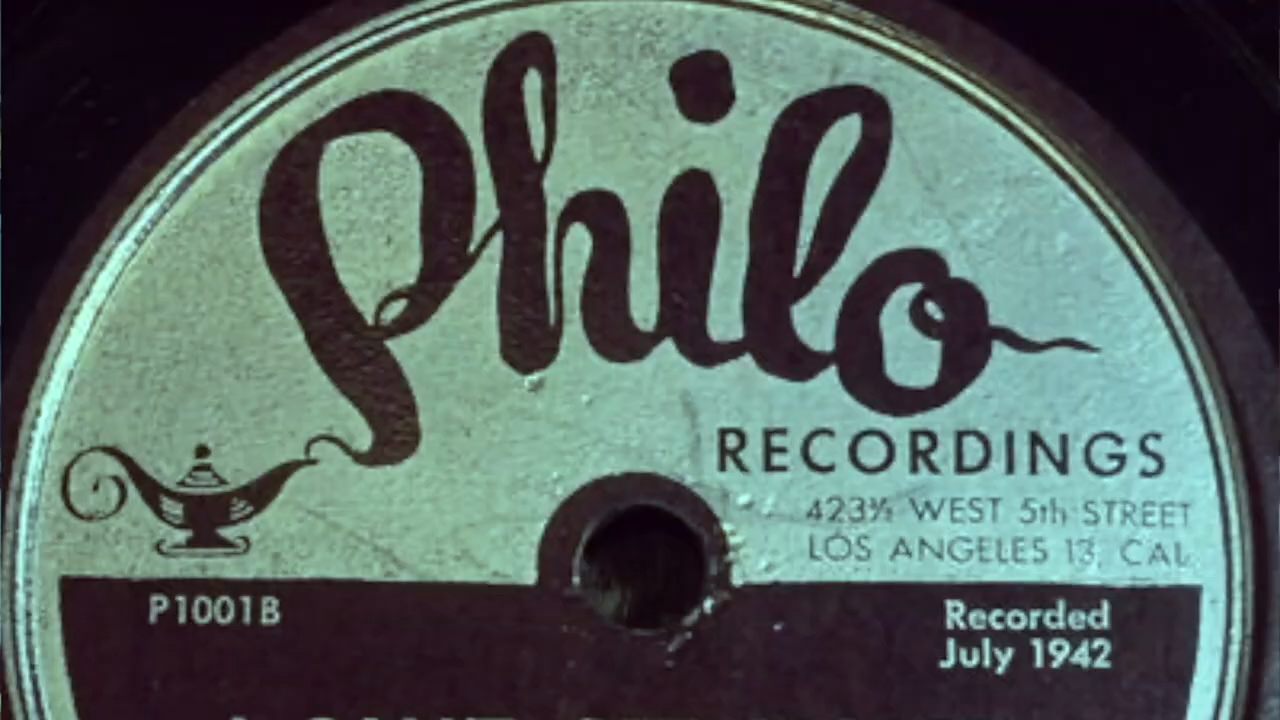 Philo
RECORDINGS
423½ WEST 5th STREET
LOS ANGELES 13, CAL.
P1001B
Recorded
July 1942